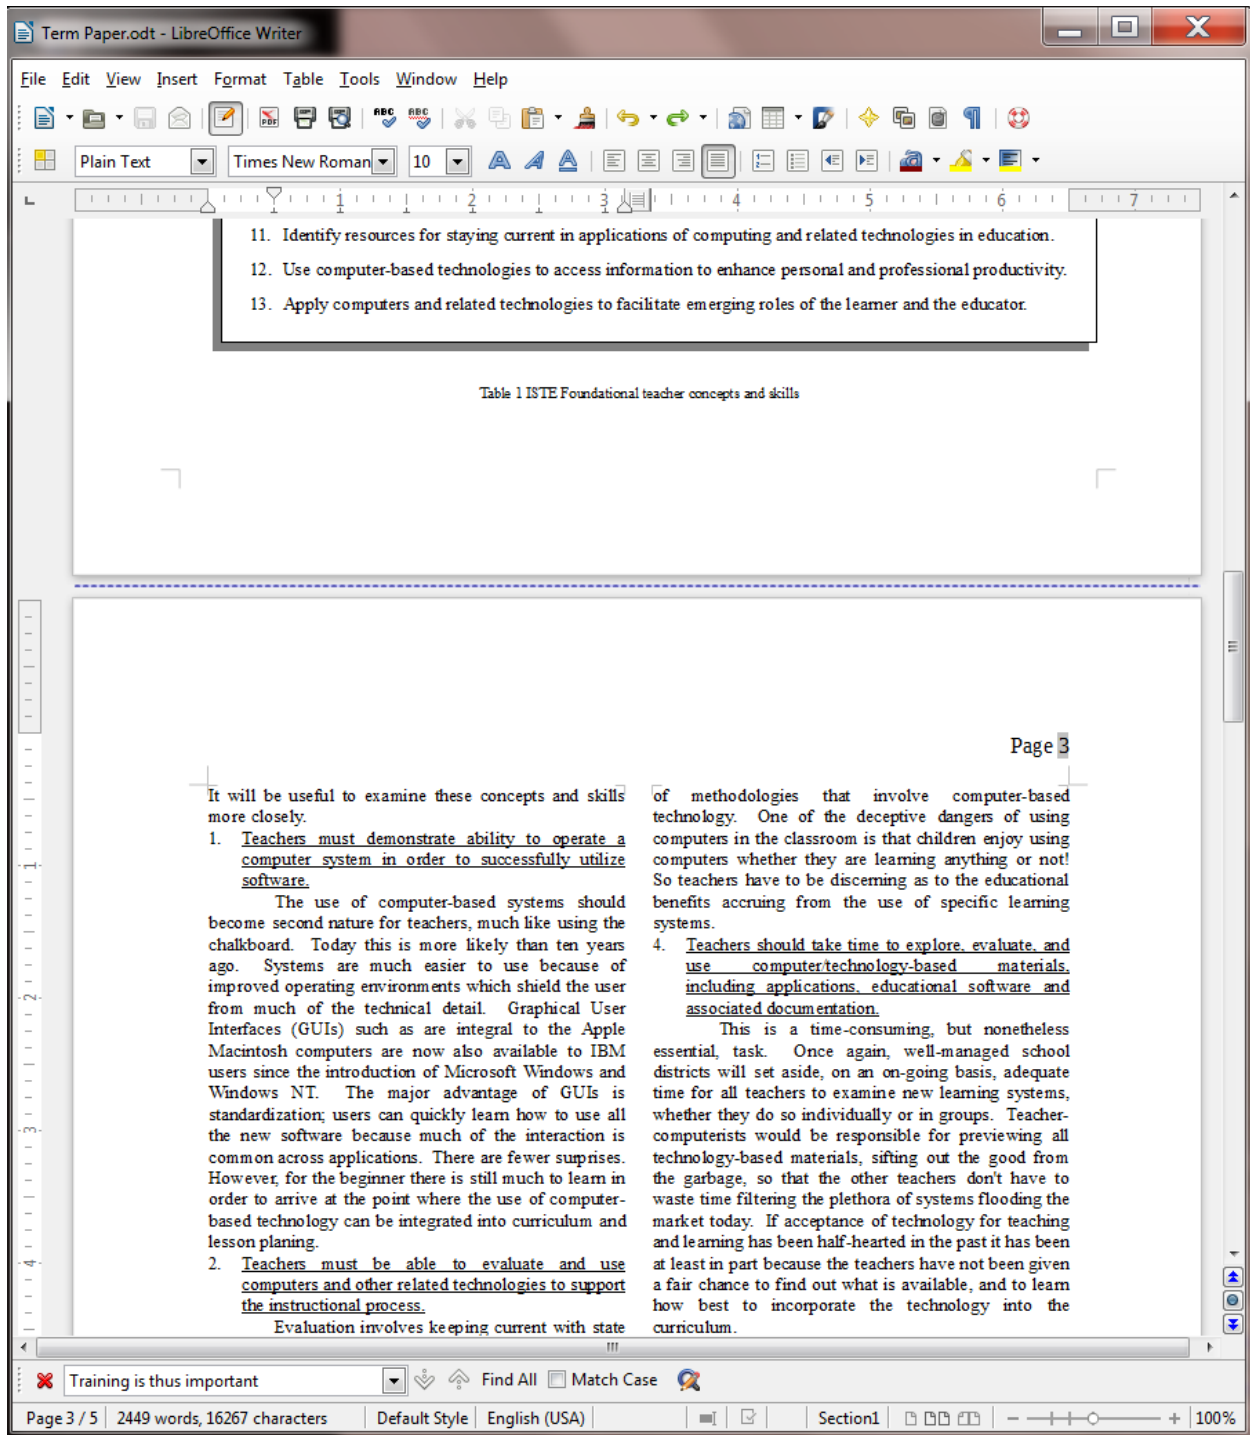 Term Paper.odt - LibreOffice Writer
File Edit View Insert Format Table Tools Window Help
Plain Text Times New Roman 10
1 2 3 4 5 6 7
11. Identify resources for staying current in applications of computing and related technologies in education.
12. Use computer-based technologies to access information to enhance personal and professional productivity.
13. Apply computers and related technologies to facilitate emerging roles of the learner and the educator.
Table 1 ISTE Foundational teacher concepts and skills
Page 3
It will be useful to examine these concepts and skills
more closely.
1. Teachers must demonstrate ability to operate a
computer system in order to successfully utilize
software.
The use of computer-based systems should
become second nature for teachers, much like using the
chalkboard. Today this is more likely than ten years
ago. Systems are much easier to use because of
improved operating environments which shield the user
from much of the technical detail. Graphical User
Interfaces (GUIs) such as are integral to the Apple
Macintosh computers are now also available to IBM
users since the introduction of Microsoft Windows and
Windows NT. The major advantage of GUIs is
standardization; users can quickly learn how to use all
the new software because much of the interaction is
common across applications. There are fewer surprises.
However, for the beginner there is still much to learn in
order to arrive at the point where the use of computer-
based technology can be integrated into curriculum and
lesson planing.
2. Teachers must be able to evaluate and use
computers and other related technologies to support
the instructional process.
Evaluation involves keeping current with state
of methodologies that involve computer-based
technology. One of the deceptive dangers of using
computers in the classroom is that children enjoy using
computers whether they are learning anything or not!
So teachers have to be discerning as to the educational
benefits accruing from the use of specific learning
systems.
4. Teachers should take time to explore, evaluate, and
use computer/technology-based materials,
including applications, educational software and
associated documentation.
This is a time-consuming, but nonetheless
essential, task. Once again, well-managed school
districts will set aside, on an on-going basis, adequate
time for all teachers to examine new learning systems,
whether they do so individually or in groups. Teacher-
computerists would be responsible for previewing all
technology-based materials, sifting out the good from
the garbage, so that the other teachers don't have to
waste time filtering the plethora of systems flooding the
market today. If acceptance of technology for teaching
and learning has been half-hearted in the past it has been
at least in part because the teachers have not been given
a fair chance to find out what is available, and to learn
how best to incorporate the technology into the
curriculum.
1
2
3
4
Training is thus important Find All Match Case
Page 3 / 5 2449 words, 16267 characters Default Style English (USA) Section1 100%